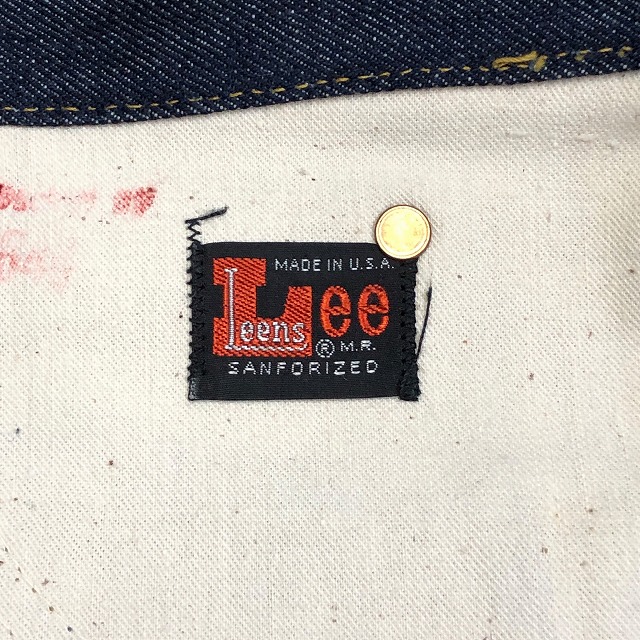 MADE IN U.S.A.
Lee
leens
® M.R.
SANFORIZED